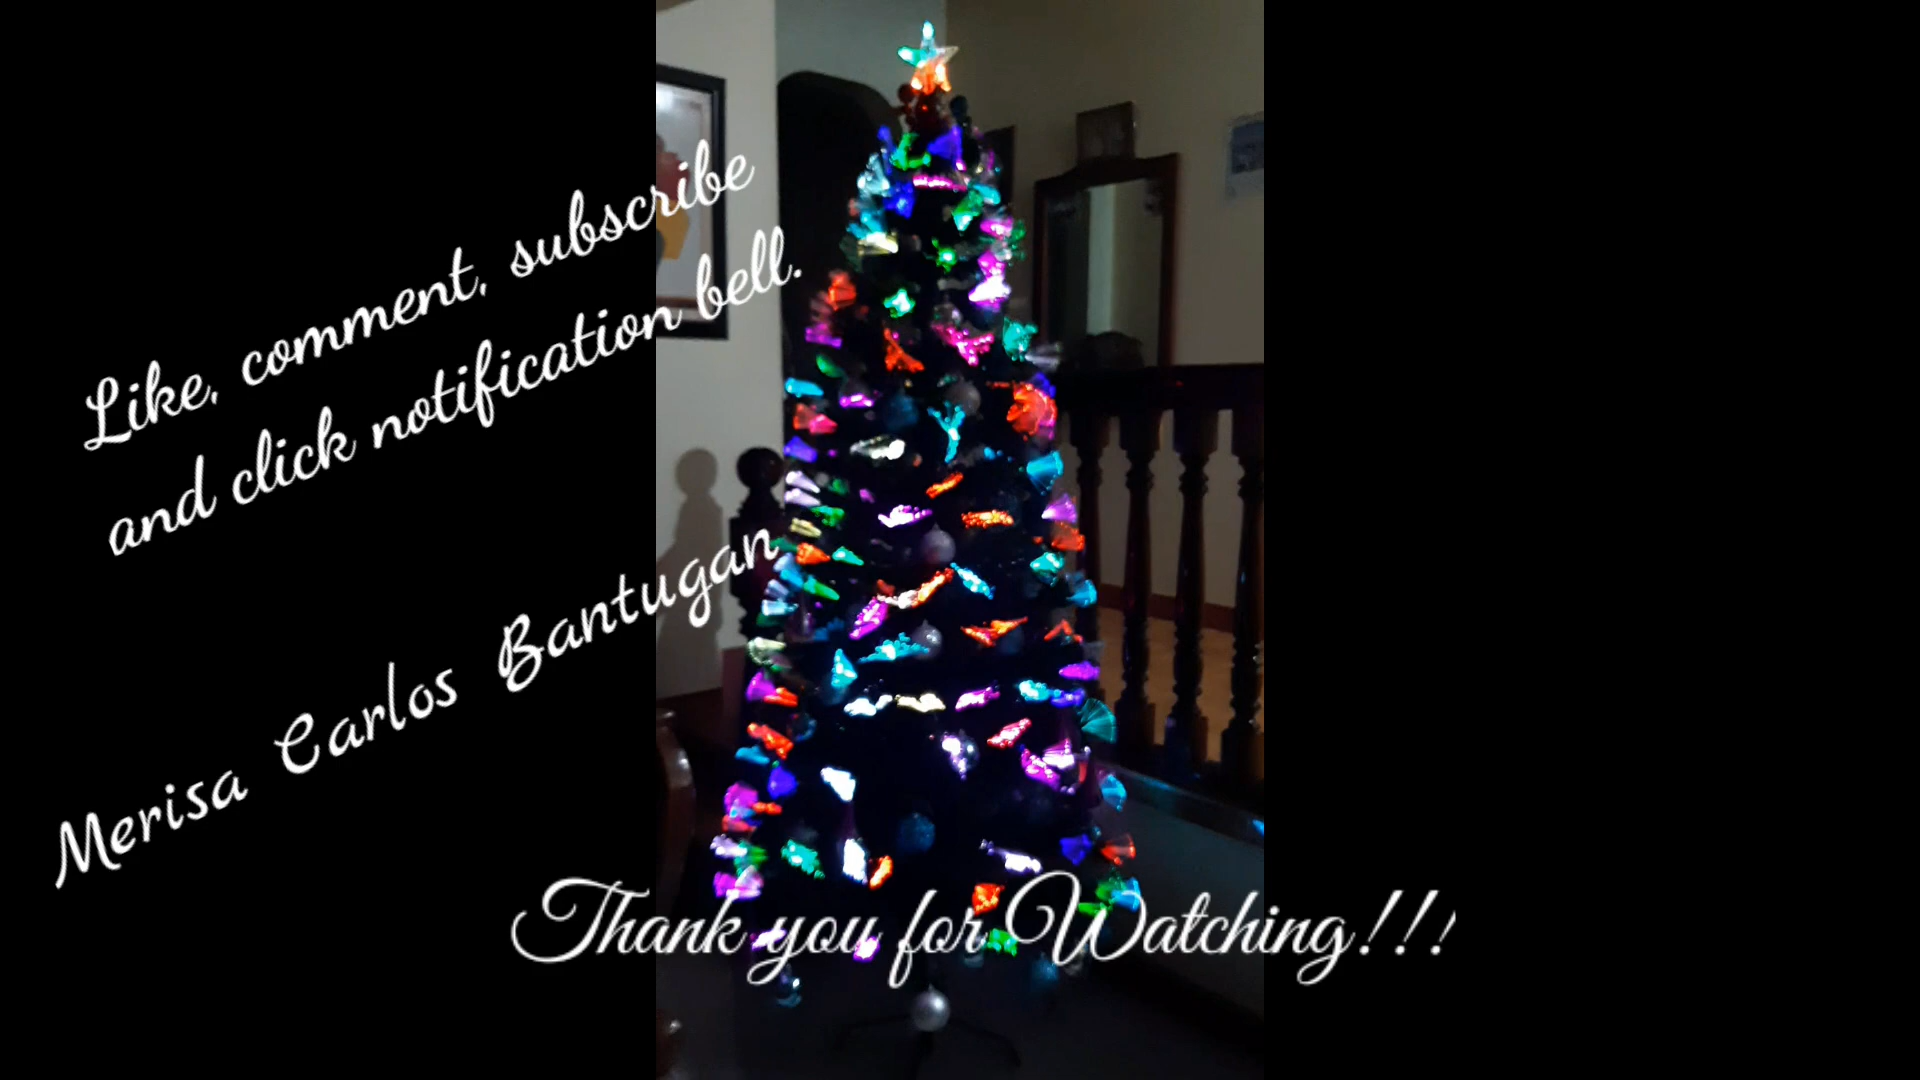 Like, comment, subscribe
and click notification bell.
Merisa Carlos Bantugan
Thank you for Watching!!!